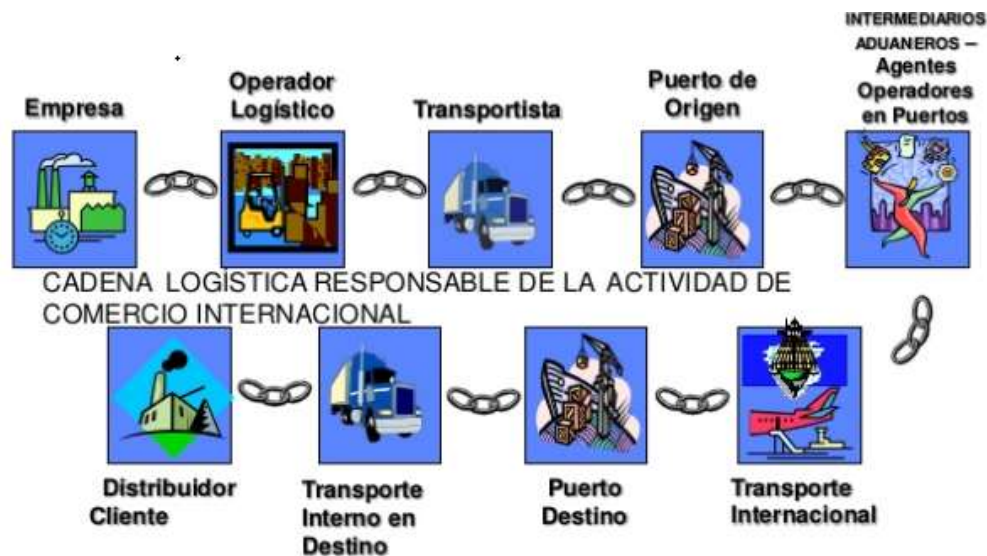 Empresa
Operador
Logístico
Transportista
Puerto de
Origen
INTERMEDIARIOS
ADUANEROS –
Agentes
Operadores
en Puertos
CADENA LOGÍSTICA RESPONSABLE DE LA ACTIVIDAD DE
COMERCIO INTERNACIONAL
Distribuidor
Cliente
Transporte
Interno en
Destino
Puerto
Destino
Transporte
Internacional